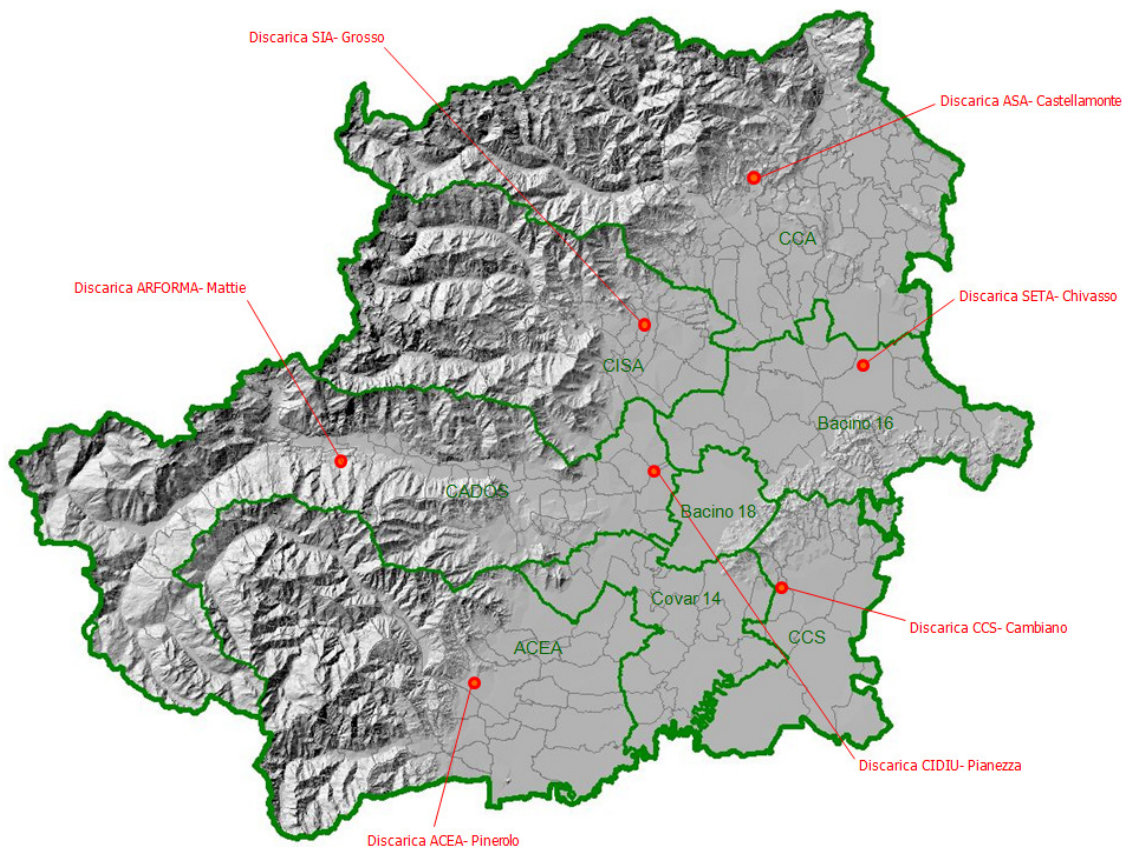 Discarica SIA- Grosso
Discarica ASA- Castellamonte
CCA
Discarica ARFORMA- Mattie
Discarica SETA- Chivasso
CISA
Bacino 16
CADOS
Bacino 18
Covar 14
Discarica CCS- Cambiano
CCS
ACEA
Discarica CIDIU- Pianezza
Discarica ACEA- Pinerolo